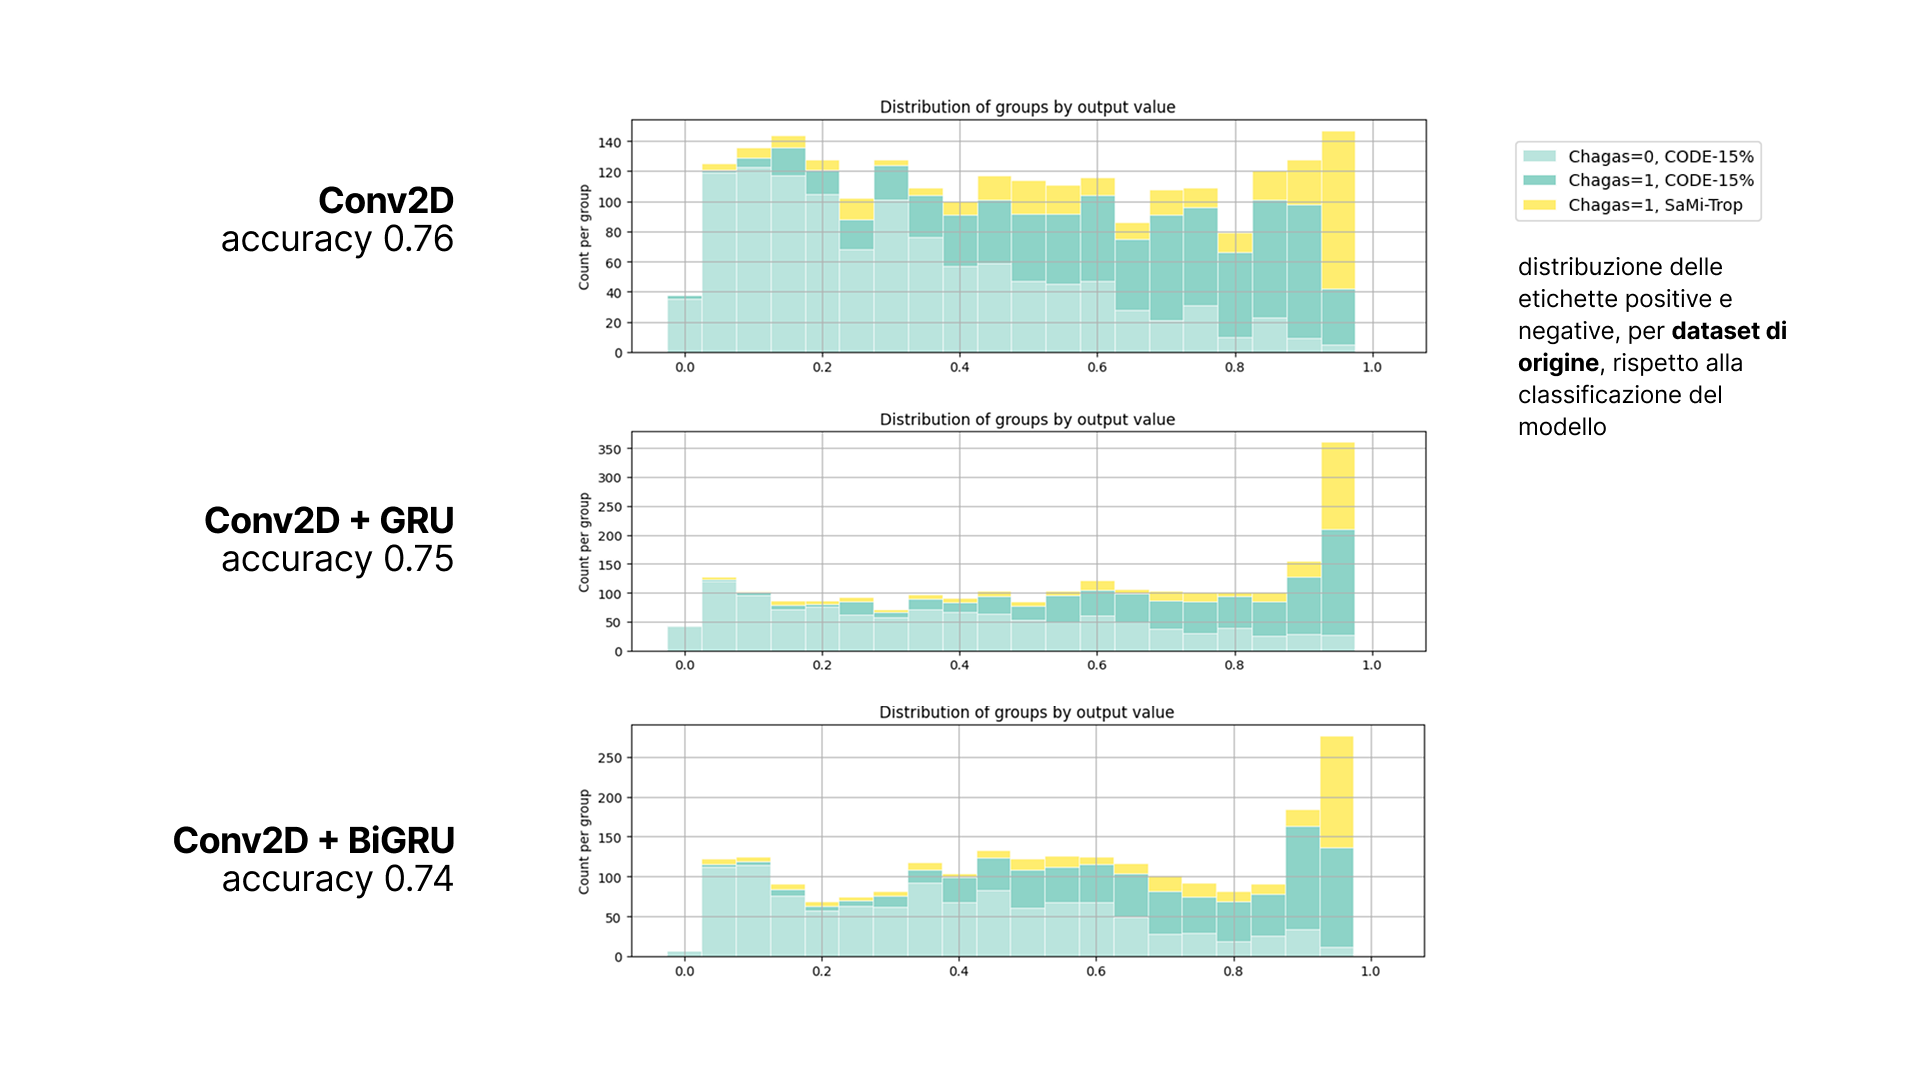 Conv2D
accuracy 0.76
Distribution of groups by output value
Count per group
140
120
100
80
60
40
20
0
0.0 0.2 0.4 0.6 0.8 1.0
Chagas=0, CODE-15%
Chagas=1, CODE-15%
Chagas=1, SaMi-Trop
distribuzione delle
etichette positive e
negative, per dataset di
origine, rispetto alla
classificazione del
modello
Conv2D + GRU
accuracy 0.75
Distribution of groups by output value
Count per group
350
300
250
200
150
100
50
0
0.0 0.2 0.4 0.6 0.8 1.0
Conv2D + BiGRU
accuracy 0.74
Distribution of groups by output value
Count per group
250
200
150
100
50
0
0.0 0.2 0.4 0.6 0.8 1.0